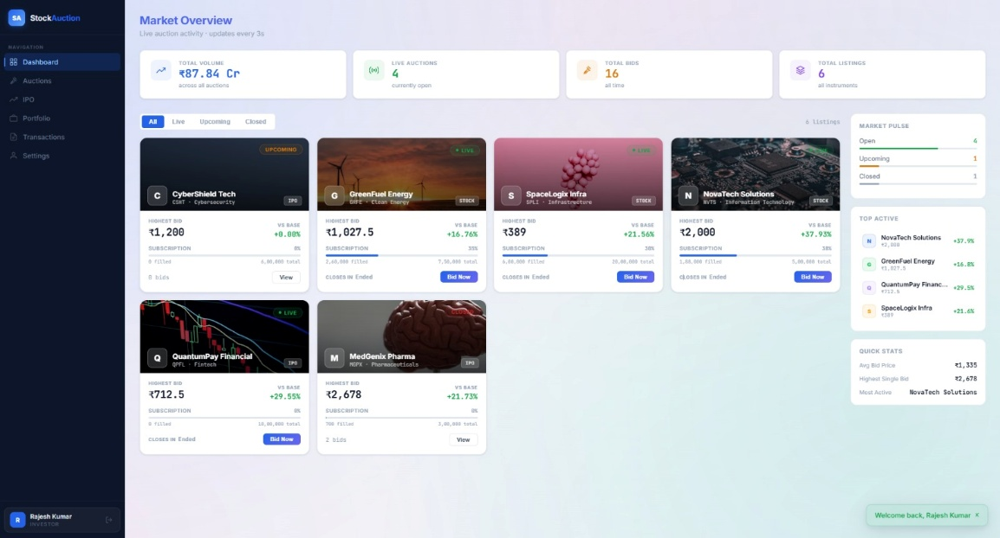 SA StockAuction
NAVIGATION
Dashboard
Auctions
IPO
Portfolio
Transactions
Settings
R Rajesh Kumar
INVESTOR
Market Overview
Live auction activity · updates every 3s
TOTAL VOLUME
₹87.84 Cr
across all auctions
LIVE AUCTIONS
4
currently open
TOTAL BIDS
16
all time
TOTAL LISTINGS
6
all instruments
All Live Upcoming Closed
6 listings
UPCOMING
C CyberShield Tech
CSHT · Cybersecurity IPO
HIGHEST BID VS BASE
₹1,200 +0.00%
SUBSCRIPTION 0%
0 filled 6,00,000 total
0 bids View
LIVE
G GreenFuel Energy
GNFE · Clean Energy STOCK
HIGHEST BID VS BASE
₹1,027.5 +16.76%
SUBSCRIPTION 35%
2,60,000 filled 7,50,000 total
CLOSES IN Ended Bid Now
LIVE
S SpaceLogix Infra
SPLI · Infrastructure STOCK
HIGHEST BID VS BASE
₹389 +21.56%
SUBSCRIPTION 30%
6,00,000 filled 20,00,000 total
CLOSES IN Ended Bid Now
N NovaTech Solutions
NVTS · Information Technology STOCK
HIGHEST BID VS BASE
₹2,000 +37.93%
SUBSCRIPTION 38%
5,00,000 total
CLOSES IN Ended Bid Now
LIVE
Q QuantumPay Financial
QPFL · Fintech IPO
HIGHEST BID VS BASE
₹712.5 +29.55%
SUBSCRIPTION 0%
0 filled 10,00,000 total
CLOSES IN Ended Bid Now
CLOSED
M MedGenix Pharma
MGPX · Pharmaceuticals IPO
HIGHEST BID VS BASE
₹2,678 +21.73%
SUBSCRIPTION 0%
700 filled 3,00,000 total
2 bids View
MARKET PULSE
Open 4
Upcoming 1
Closed 1
TOP ACTIVE
N NovaTech Solutions +37.9%
₹2,000
G GreenFuel Energy +16.8%
₹1,027.5
Q QuantumPay Financ... +29.5%
₹712.5
S SpaceLogix Infra +21.6%
₹389
QUICK STATS
Avg Bid Price ₹1,335
Highest Single Bid ₹2,678
Most Active NovaTech Solutions
Welcome back, Rajesh Kumar ×